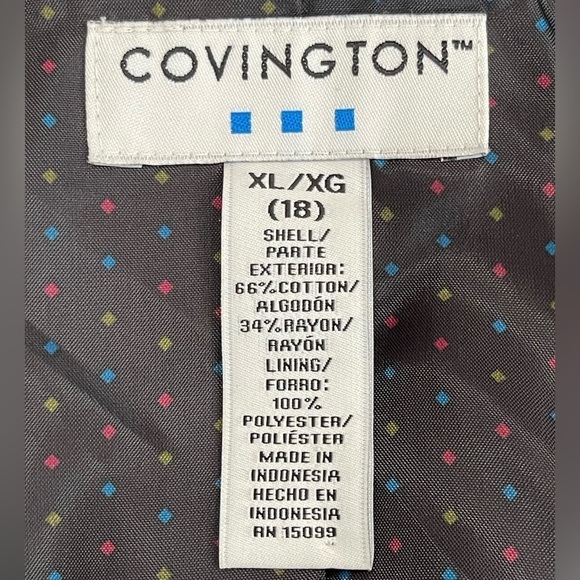 COVINGTON™
XL/XG
(18)
SHELL/
PARTE
EXTERIOR:
66%COTTON/
ALGODÓN
34%RAYON/
RAYÓN
LINING/
FORRO:
100%
POLYESTER/
POLIÉSTER
MADE IN
INDONESIA
HECHO EN
INDONESIA
RN 15099